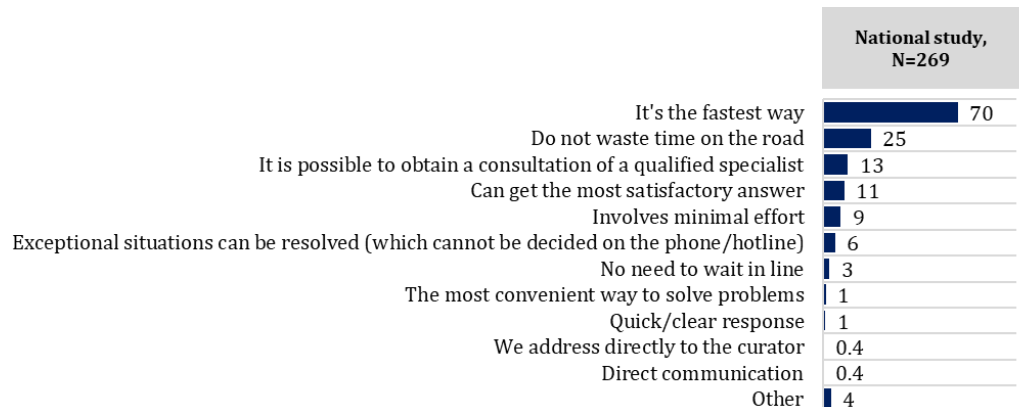 National study,
N=269
It's the fastest way 70
Do not waste time on the road 25
It is possible to obtain a consultation of a qualified specialist 13
Can get the most satisfactory answer 11
Involves minimal effort 9
Exceptional situations can be resolved (which cannot be decided on the phone/hotline) 6
No need to wait in line 3
The most convenient way to solve problems 1
Quick/clear response 1
We address directly to the curator 0.4
Direct communication 0.4
Other 4